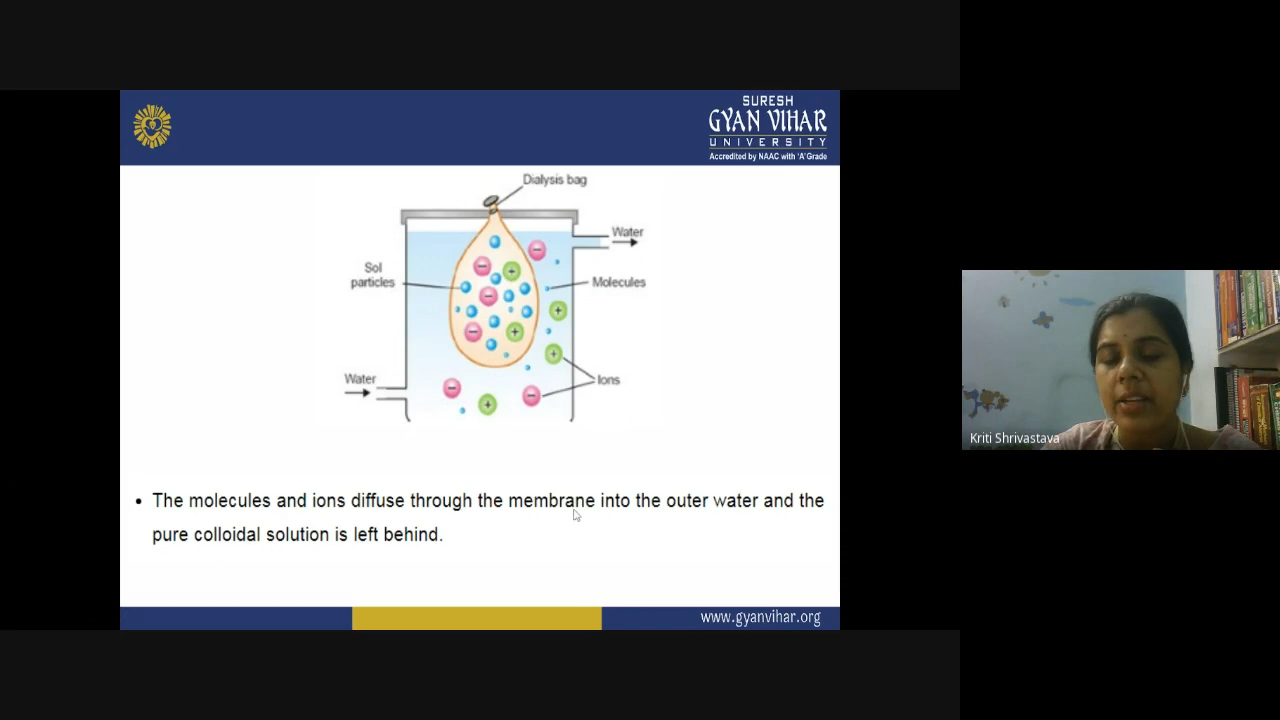 SURESH
GYAN VIHAR
UNIVERSITY
Accredited by NAAC with 'A' Grade
Dialysis bag
Water
Sol
particles
Molecules
Water
Ions
• The molecules and ions diffuse through the membrane into the outer water and the
pure colloidal solution is left behind.
Kriti Shrivastava
www.gyanvihar.org